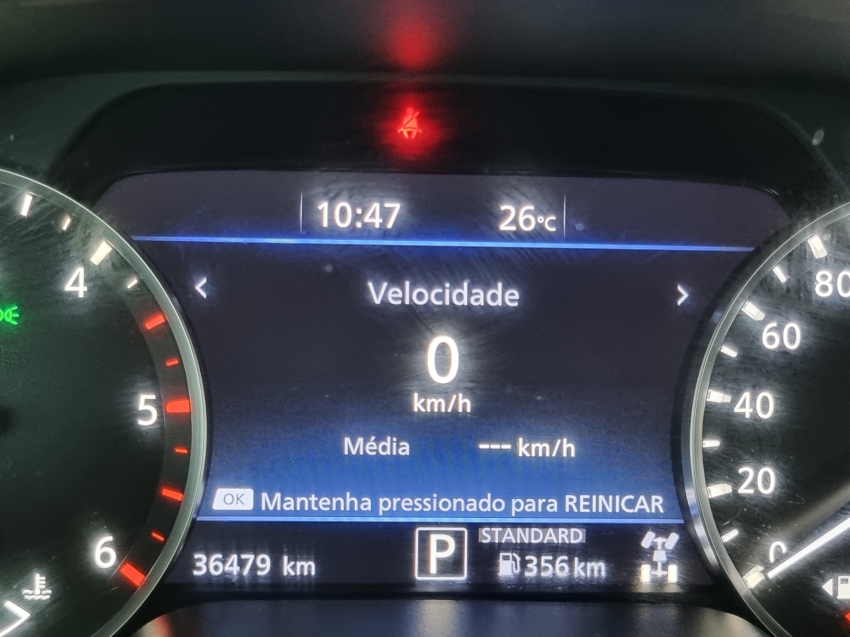 10:47 26°C
< Velocidade >
0
km/h
Média --- km/h
OK Mantenha pressionado para REINICAR
STANDARD
36479 km P 356 km
4
5
6
80
60
40
20
0